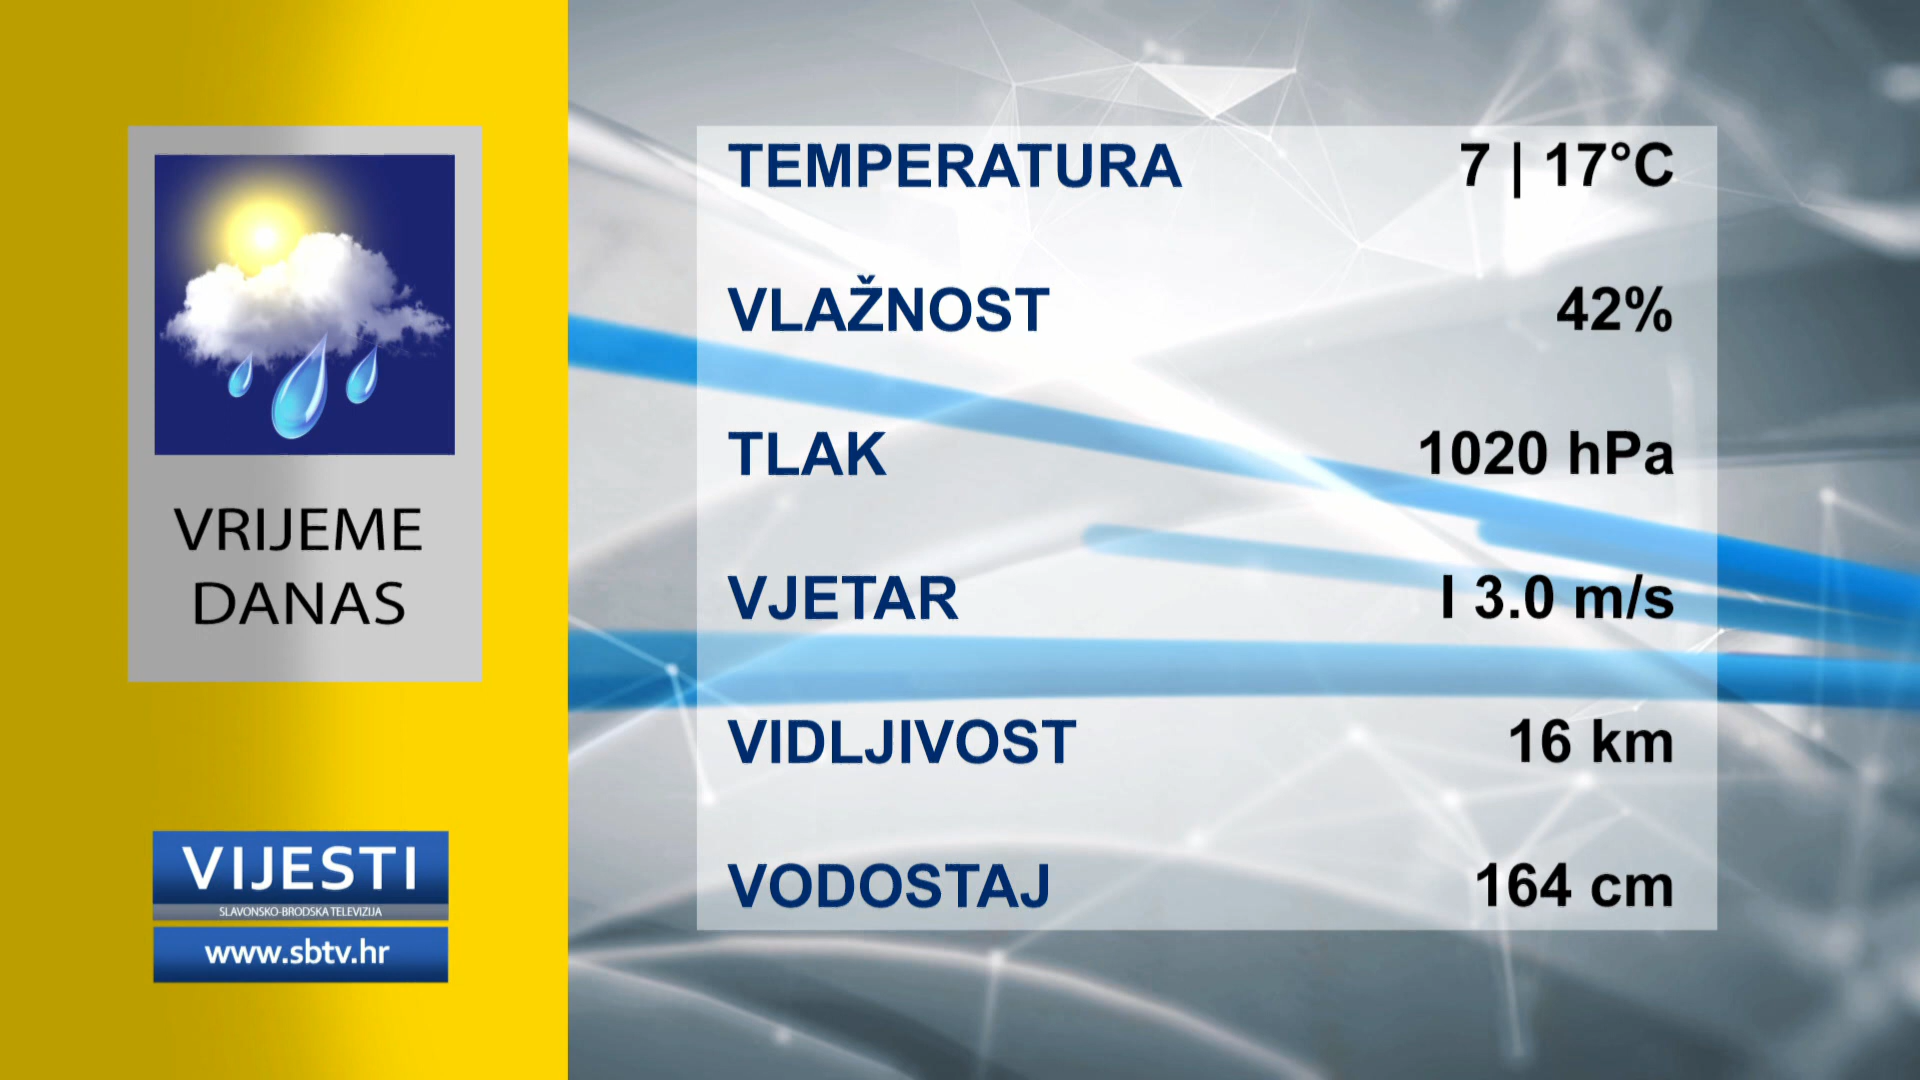 VRIJEME
DANAS
VIJESTI
SLAVONSKO-BRODSKA TELEVIZIJA
www.sbtv.hr
TEMPERATURA 7 | 17°C
VLAŽNOST 42%
TLAK 1020 hPa
VJETAR I 3.0 m/s
VIDLJIVOST 16 km
VODOSTAJ 164 cm